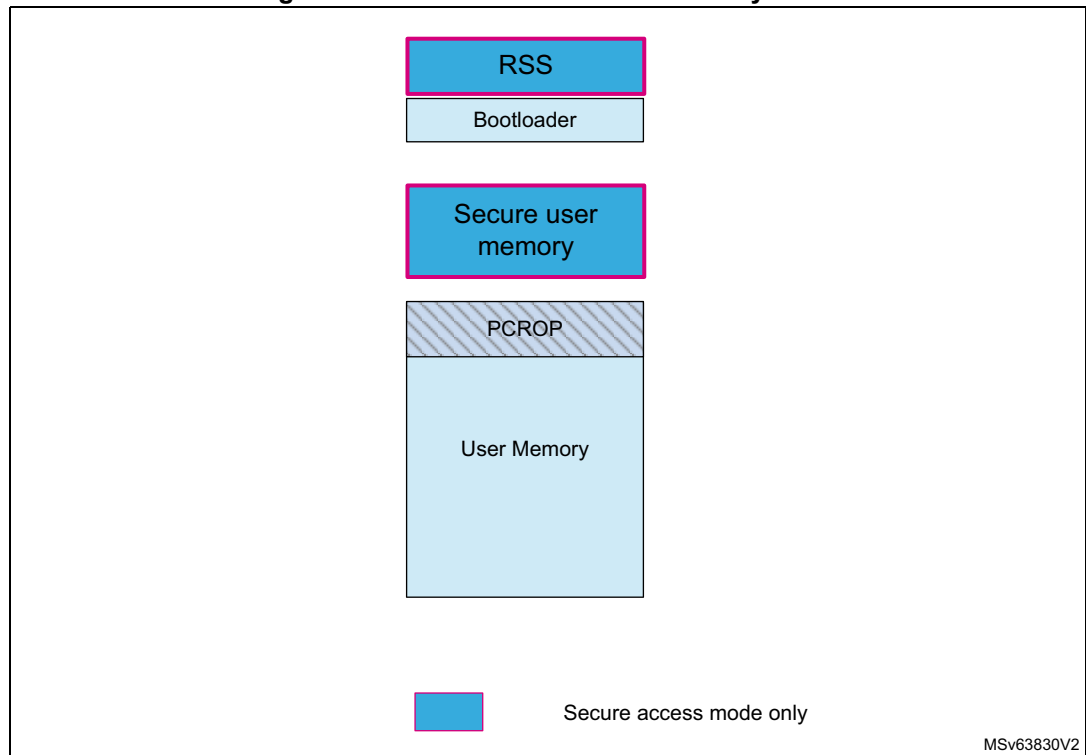 RSS
Bootloader
Secure user
memory
PCROP
User Memory
Secure access mode only
MSv63830V2